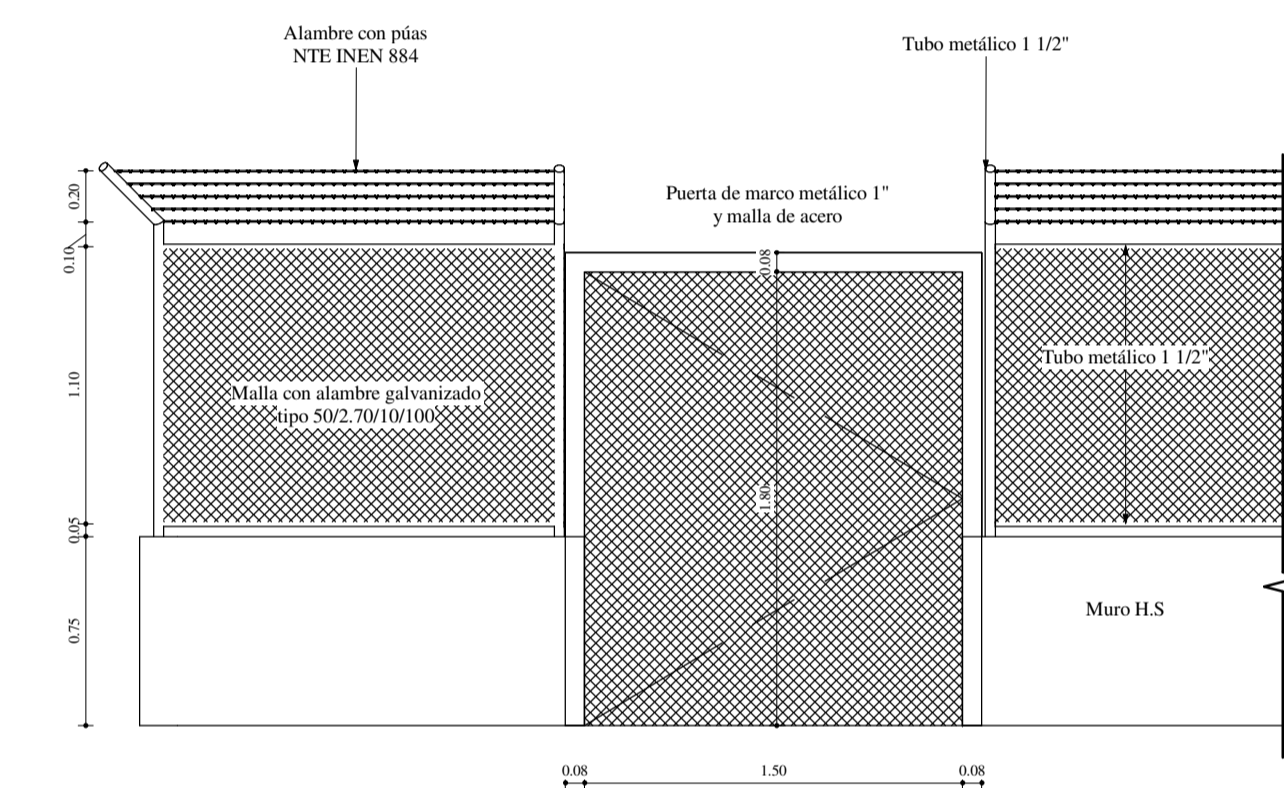 Alambre con púas
NTE INEN 884
Tubo metálico 1 1/2"
Puerta de marco metálico 1"
y malla de acero
0.20
0.10
1.10
0.05
0.75
0.08
1.80
Malla con alambre galvanizado
tipo 50/2.70/10/100
Tubo metálico 1 1/2"
Muro H.S
0.08
1.50
0.08